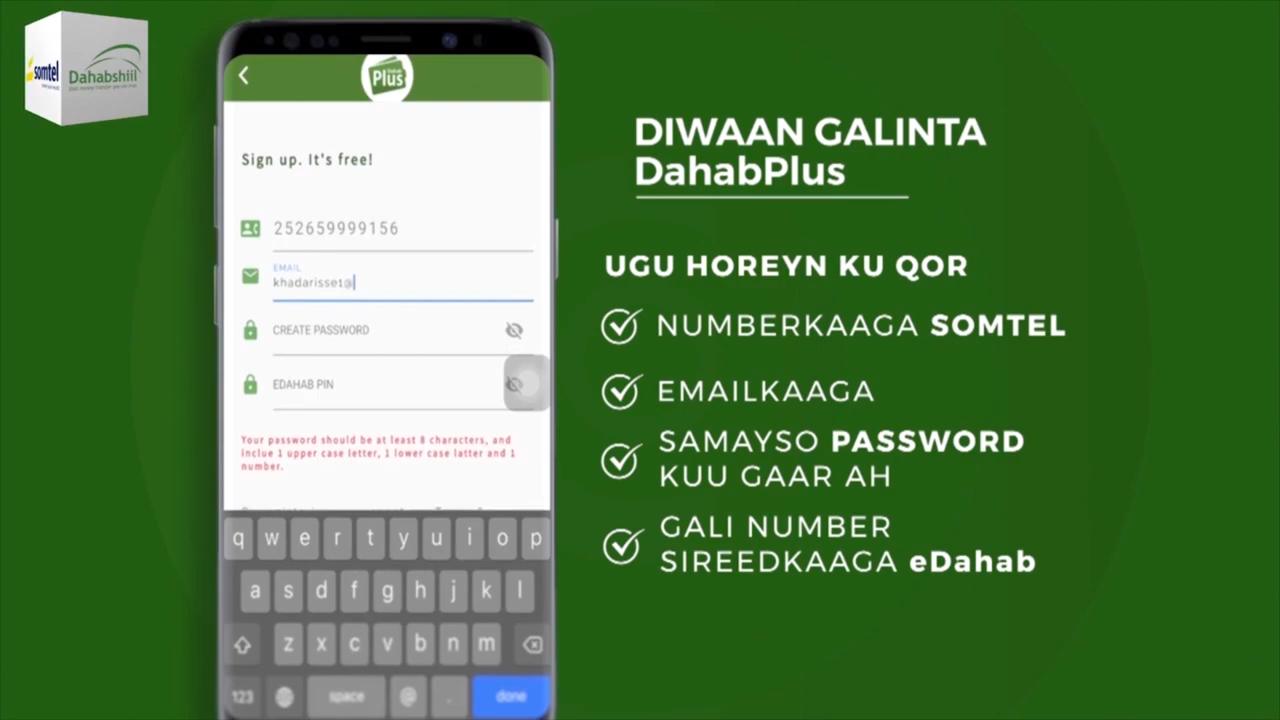 somtel
Dahabshiil
Plus
Sign up. It's free!
252659999156
EMAIL
khadarisset@
CREATE PASSWORD
EDAHAB PIN
Your password should be at least 8 characters, and
inclue 1 upper case letter, 1 lower case latter and 1
number.
q w e r t y u i o p
a s d f g h j k l
z x c v b n m
123 space @ . done
DIWAAN GALINTA
DahabPlus
UGU HOREYN KU QOR
NUMBERKAAGA SOMTEL
EMAILKAAGA
SAMAYSO PASSWORD
KUU GAAR AH
GALI NUMBER
SIREEDKAAGA eDahab